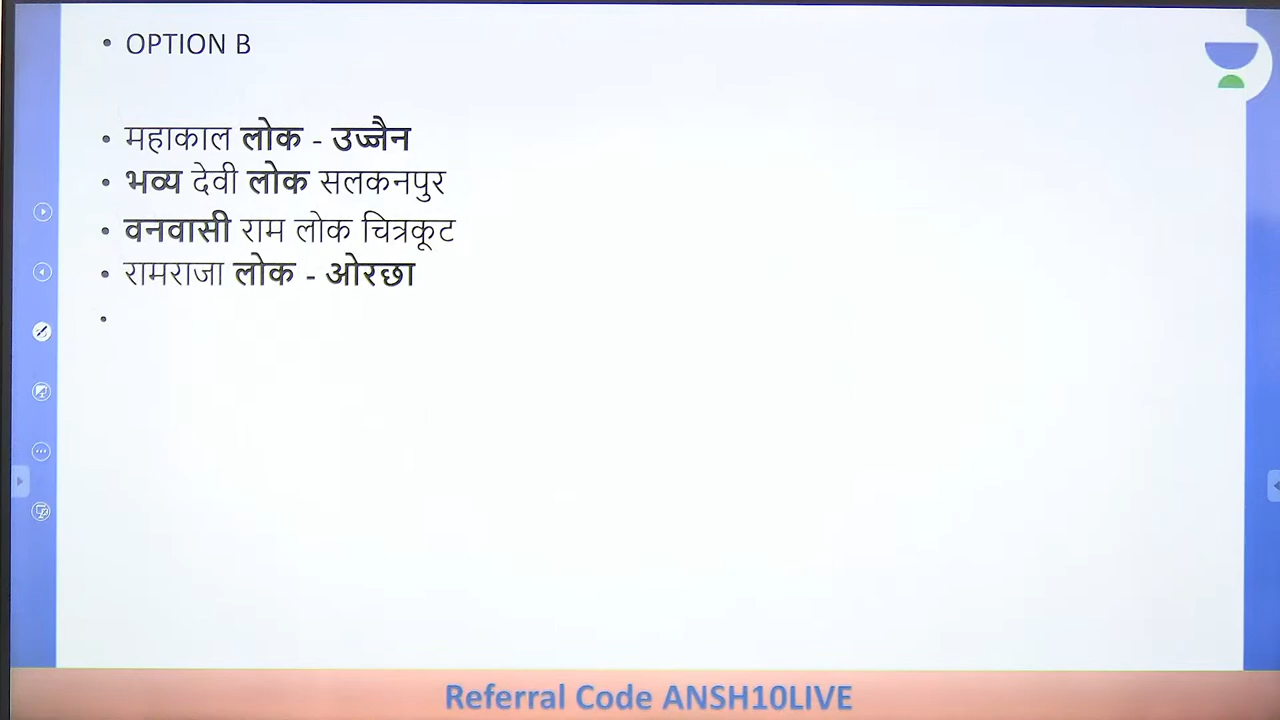 • OPTION B
• महाकाल लोक - उज्जैन
• भव्य देवी लोक सलकनपुर
• वनवासी राम लोक चित्रकूट
• रामराजा लोक - ओरछा
•
Referral Code ANSH10LIVE